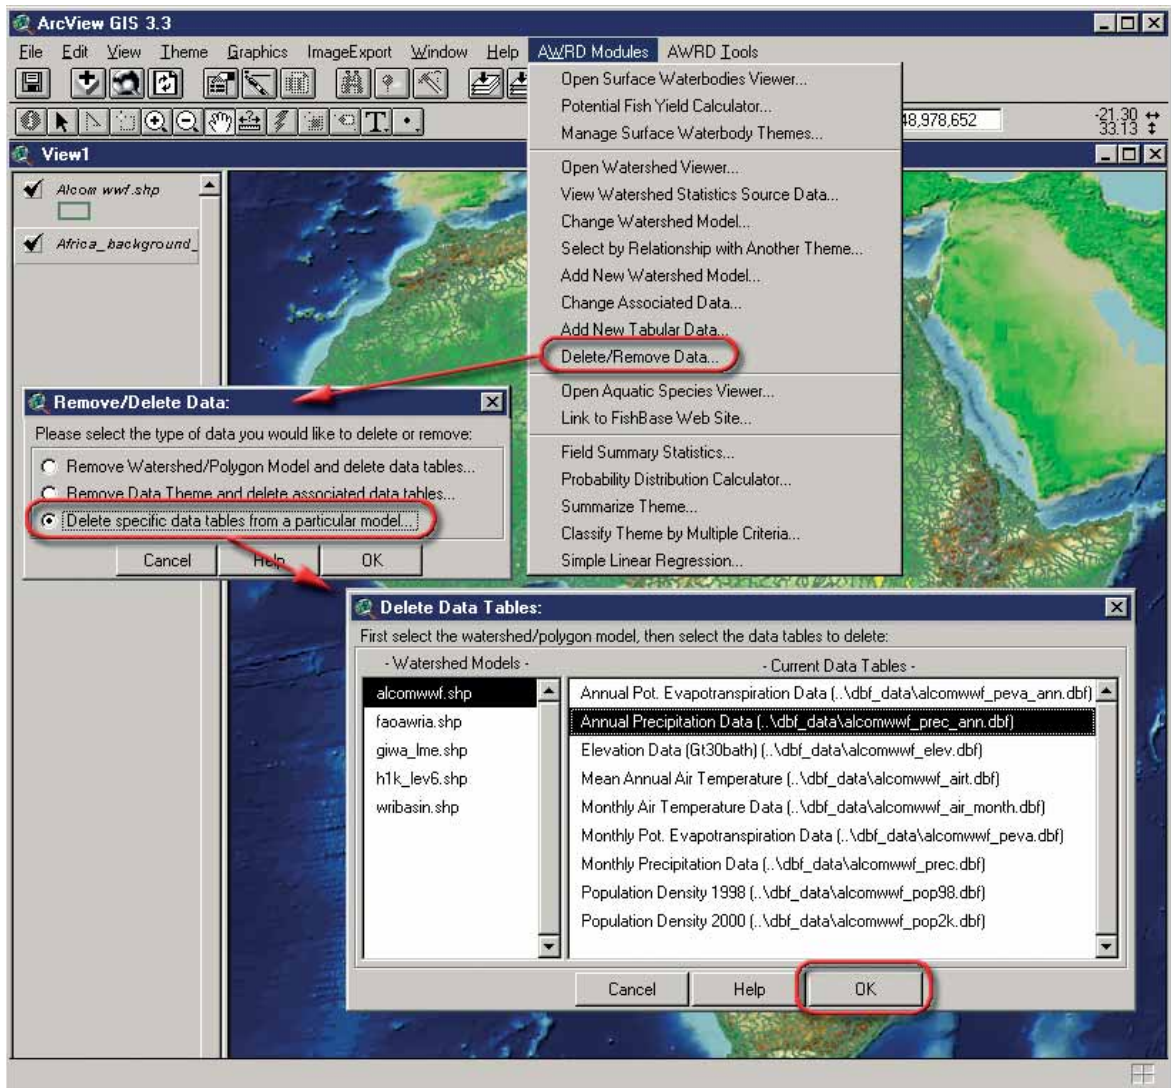 ArcView GIS 3.3
File Edit View Theme Graphics ImageExport Window Help AWRD Modules AWRD Tools
48,978,652
-21.30
33.13
View1
Alcom wwf.shp
Africa_background_
Open Surface Waterbodies Viewer...
Potential Fish Yield Calculator...
Manage Surface Waterbody Themes...
Open Watershed Viewer...
View Watershed Statistics Source Data...
Change Watershed Model...
Select by Relationship with Another Theme...
Add New Watershed Model...
Change Associated Data...
Add New Tabular Data...
Delete/Remove Data...
Open Aquatic Species Viewer...
Link to FishBase Web Site...
Field Summary Statistics...
Probability Distribution Calculator...
Summarize Theme...
Classify Theme by Multiple Criteria...
Simple Linear Regression...
Remove/Delete Data:
Please select the type of data you would like to delete or remove:
Remove Watershed/Polygon Model and delete data tables...
Remove Data Theme and delete associated data tables...
Delete specific data tables from a particular model...
Cancel Help OK
Delete Data Tables:
First select the watershed/polygon model, then select the data tables to delete:
- Watershed Models -
alcomwwf.shp
faoawria.shp
giwa_lme.shp
h1k_lev6.shp
wribasin.shp
- Current Data Tables -
Annual Pot. Evapotranspiration Data (..\dbf_data\alcomwwf_peva_ann.dbf)
Annual Precipitation Data (..\dbf_data\alcomwwf_prec_ann.dbf)
Elevation Data (Gt30bath) (..\dbf_data\alcomwwf_elev.dbf)
Mean Annual Air Temperature (..\dbf_data\alcomwwf_airt.dbf)
Monthly Air Temperature Data (..\dbf_data\alcomwwf_air_month.dbf)
Monthly Pot. Evapotranspiration Data (..\dbf_data\alcomwwf_peva.dbf)
Monthly Precipitation Data (..\dbf_data\alcomwwf_prec.dbf)
Population Density 1998 (..\dbf_data\alcomwwf_pop98.dbf)
Population Density 2000 (..\dbf_data\alcomwwf_pop2k.dbf)
Cancel Help OK